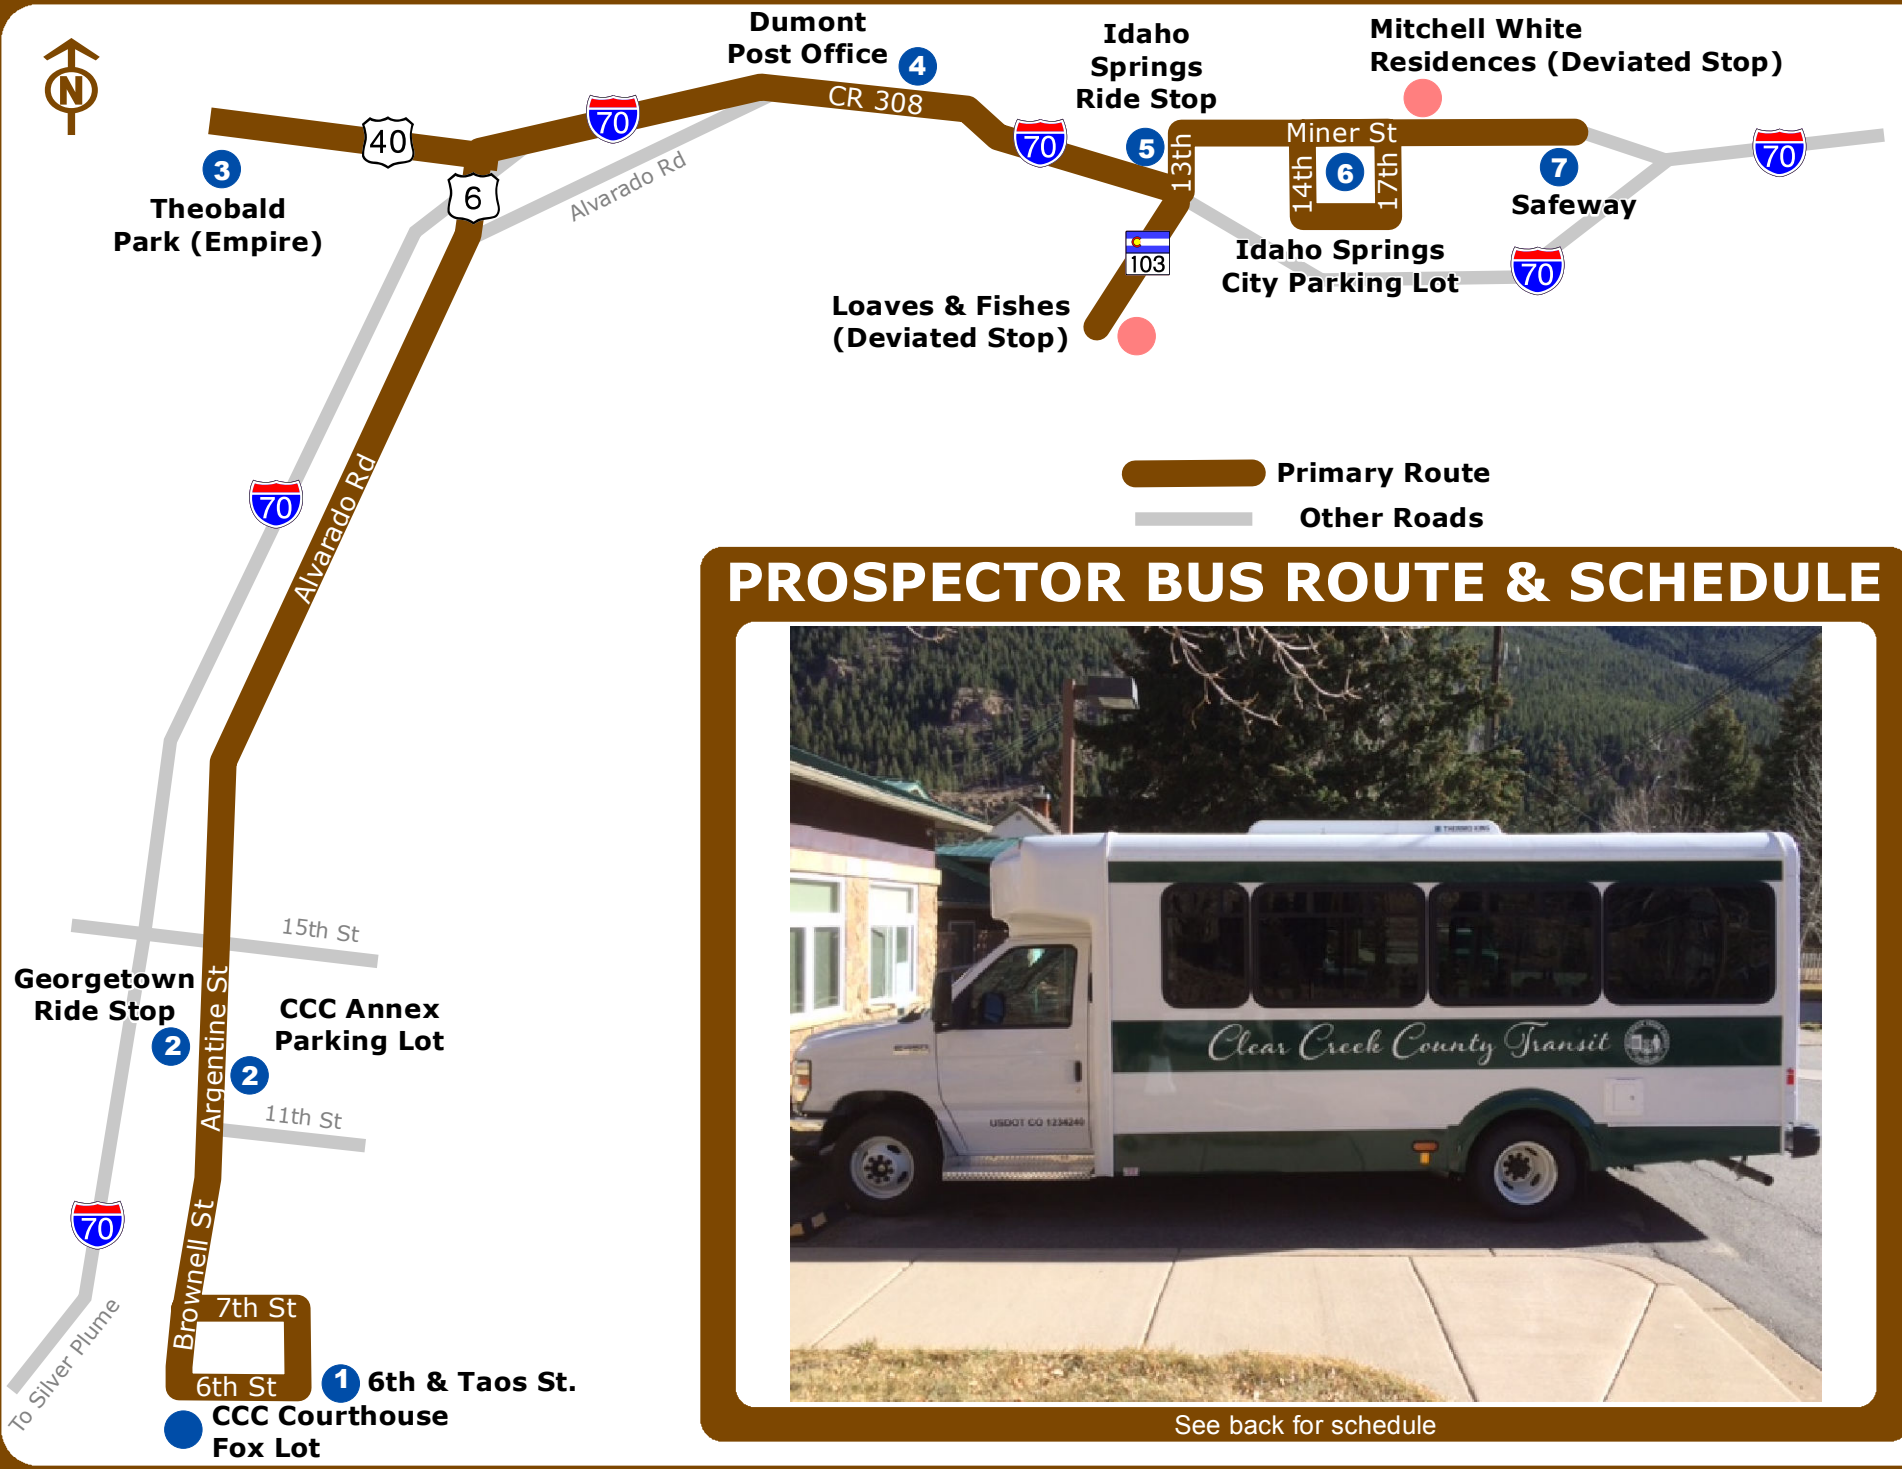 Dumont
Post Office
4
Idaho
Springs
Ride Stop
Mitchell White
Residences (Deviated Stop)
N
40
70
CR 308
70
5
13th
Miner St
14th
6
17th
7
70
3
6
Alvarado Rd
Safeway
Theobald
Park (Empire)
103
Idaho Springs
City Parking Lot
70
Loaves & Fishes
(Deviated Stop)
70
Alvarado Rd
Primary Route
Other Roads
PROSPECTOR BUS ROUTE & SCHEDULE
THERMO KING
Clear Creek County Transit
USDOT CO 1234240
See back for schedule
15th St
Georgetown
Ride Stop
2
Argentine St
CCC Annex
Parking Lot
2
11th St
70
Brownell St
7th St
To Silver Plume
6th St
1
6th & Taos St.
CCC Courthouse
Fox Lot